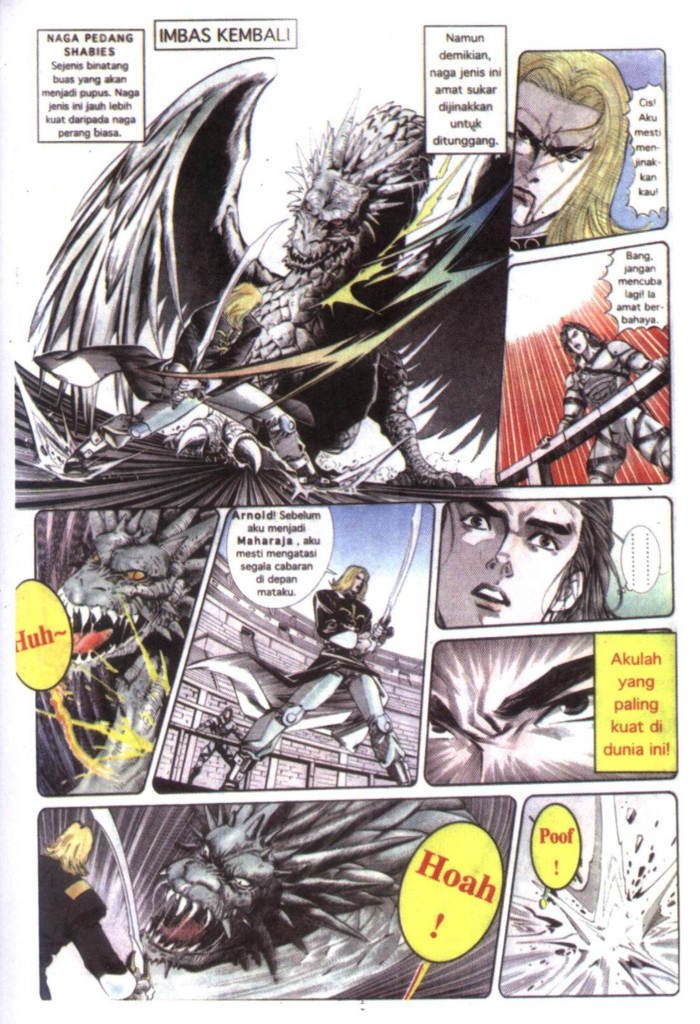 NAGA PEDANG
SHABIES
Sejenis binatang
buas yang akan
menjadi pupus. Naga
jenis ini jauh lebih
kuat daripada naga
perang biasa.
IMBAS KEMBALI
Namun
demikian,
naga jenis ini
amat sukar
dijinakkan
untuk
ditunggang.
Cis!
Aku
mesti
men-
jinak-
kan
kau!
Bang,
jangan
mencuba
lagi! Ia
amat ber-
bahaya.
Huh~
Arnold! Sebelum
aku menjadi
Maharaja , aku
mesti mengatasi
segala cabaran
di depan
mataku.
Akulah
yang
paling
kuat di
dunia ini!
Hoah
!
Poof
!